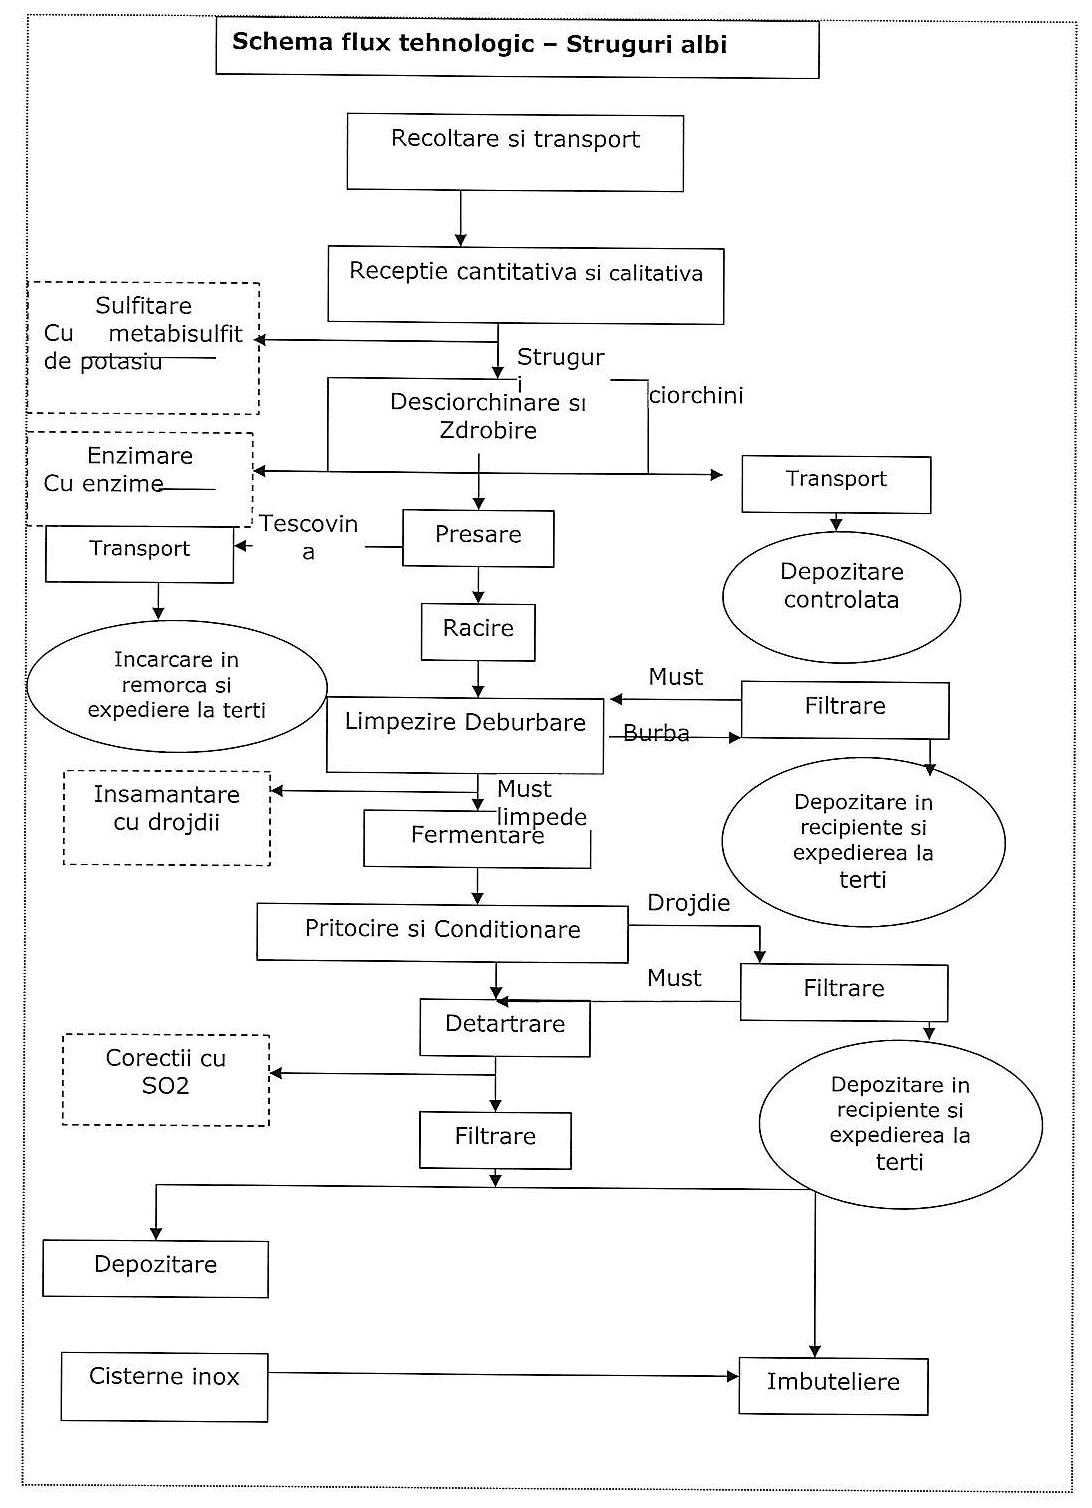 Schema flux tehnologic – Struguri albi
Recoltare si transport
Receptie cantitativa si calitativa
Sulfitare
Cu metabisulfit
de potasiu
Strugur
i
Desciorchinare si
Zdrobire
ciorchini
Enzimare
Cu enzime
Transport
Tescovin
a
Presare
Transport
Depozitare
controlata
Racire
Incarcare in
remorca si
expediere la terti
Must
Filtrare
Limpezire Deburbare
Burba
Insamantare
cu drojdii
Must
limpede
Fermentare
Depozitare in
recipiente si
expedierea la
terti
Drojdie
Pritocire si Conditionare
Must
Filtrare
Detartrare
Corectii cu
SO2
Depozitare in
recipiente si
expedierea la
terti
Filtrare
Depozitare
Cisterne inox
Imbuteliere